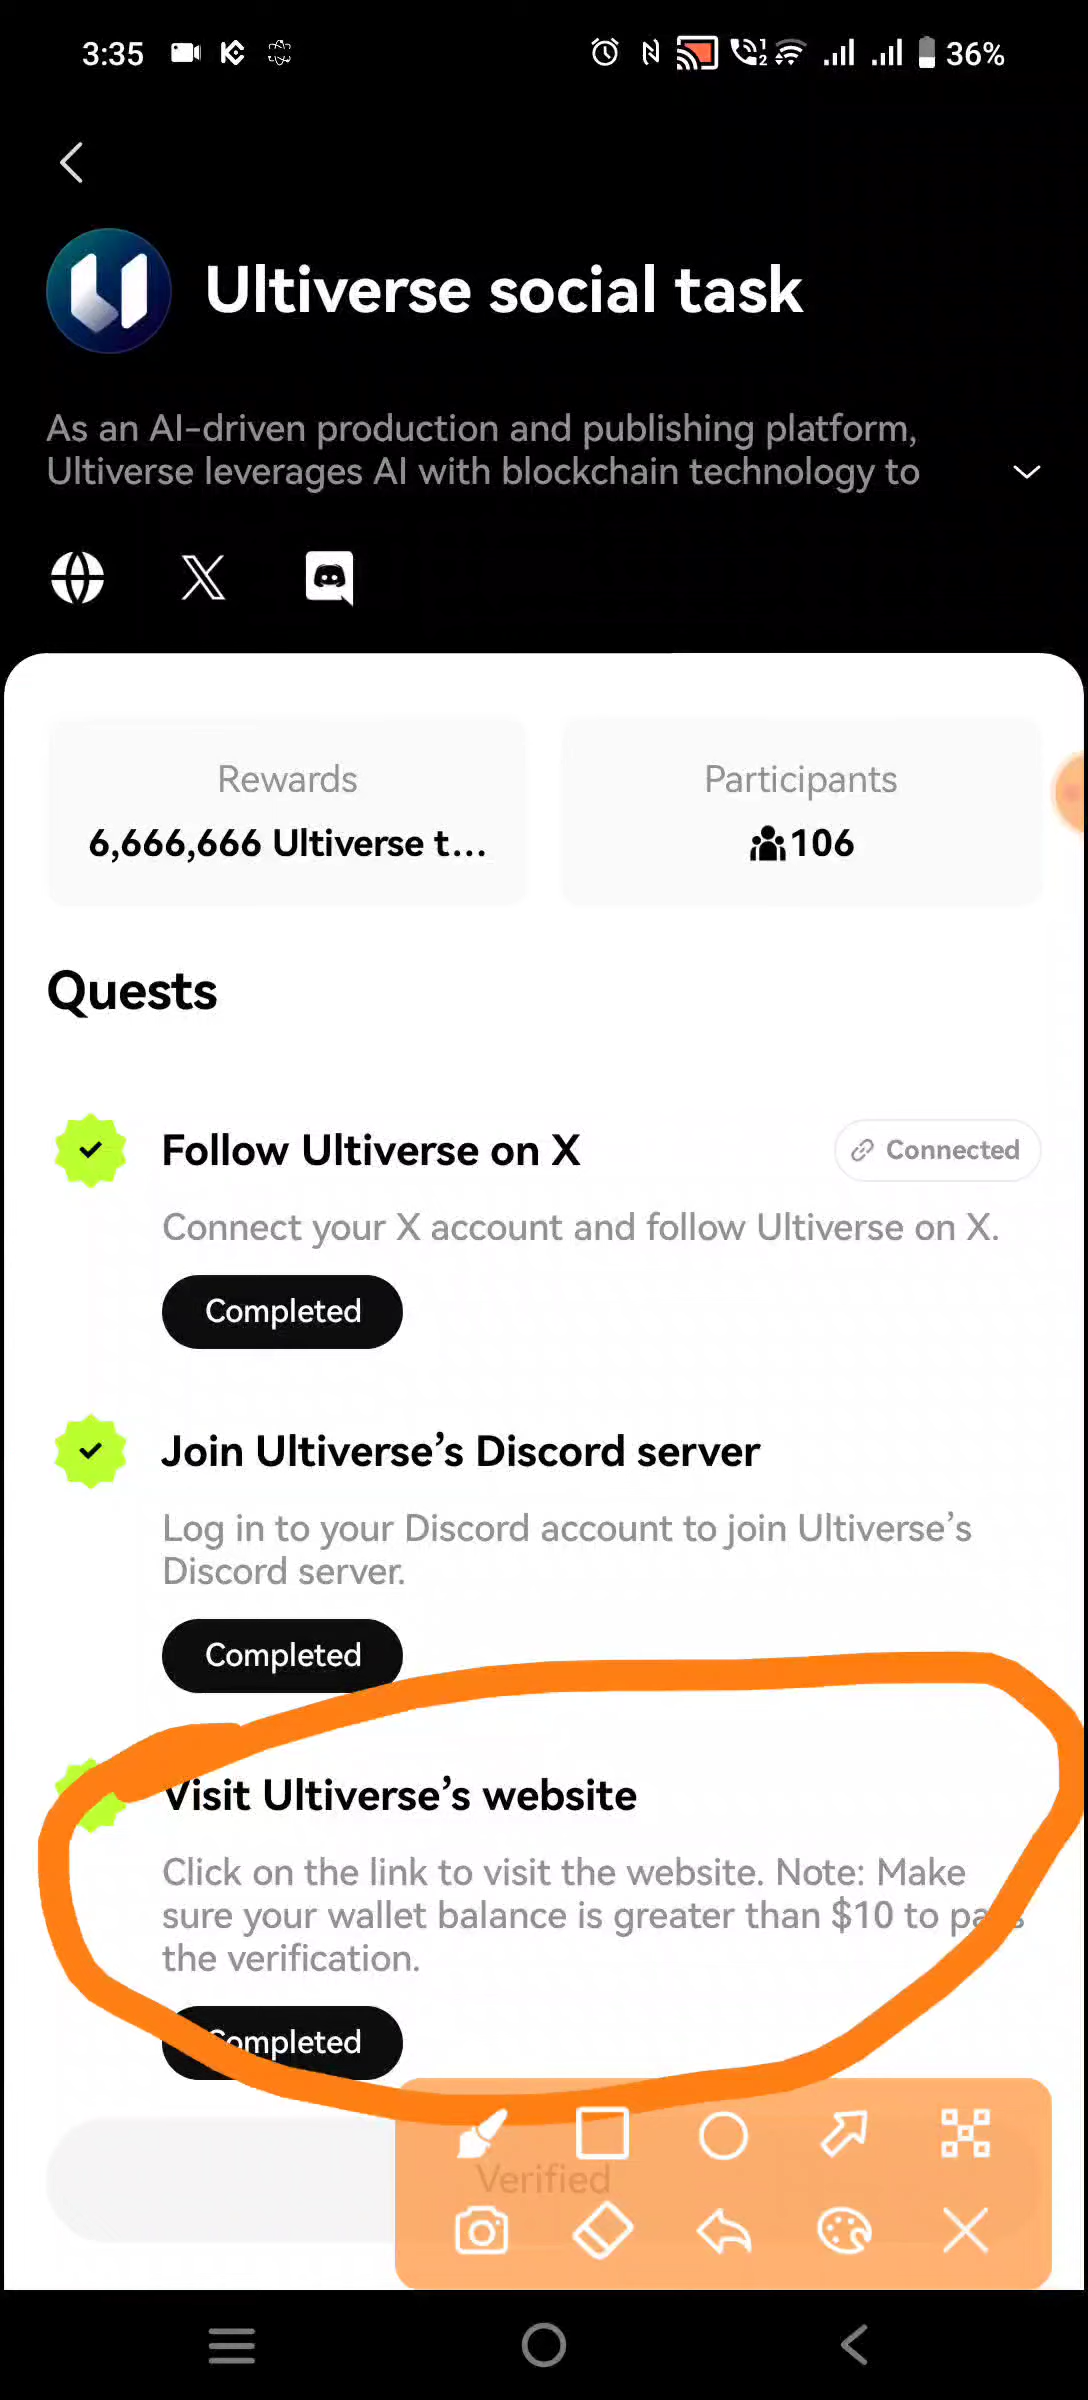 3:35
36%
Ultiverse social task
As an AI-driven production and publishing platform,
Ultiverse leverages AI with blockchain technology to
Rewards
6,666,666 Ultiverse t...
Participants
106
Quests
Follow Ultiverse on X
Connected
Connect your X account and follow Ultiverse on X.
Completed
Join Ultiverse’s Discord server
Log in to your Discord account to join Ultiverse’s
Discord server.
Completed
Visit Ultiverse’s website
Click on the link to visit the website. Note: Make
sure your wallet balance is greater than $10 to pass
the verification.
Completed
Verified